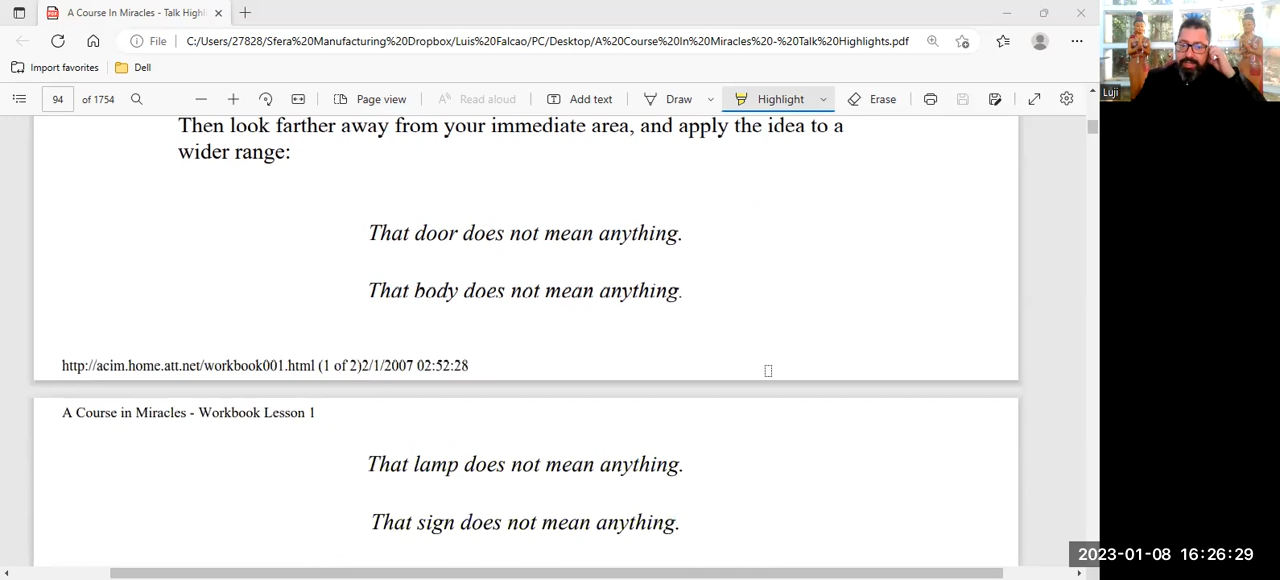 A Course In Miracles - Talk Highl
File
C:/Users/27828/Sfera%20Manufacturing%20Dropbox/Luis%20Falcao/PC/Desktop/A%20Course%20In%20Miracles%20-%20Talk%20Highlights.pdf
Import favorites
Dell
94 of 1754
Page view
Read aloud
Add text
Draw
Highlight
Erase
Luji
Then look farther away from your immediate area, and apply the idea to a
wider range:
That door does not mean anything.
That body does not mean anything.
http://acim.home.att.net/workbook001.html (1 of 2)2/1/2007 02:52:28
A Course in Miracles - Workbook Lesson 1
That lamp does not mean anything.
That sign does not mean anything.
2023-01-08 16:26:29